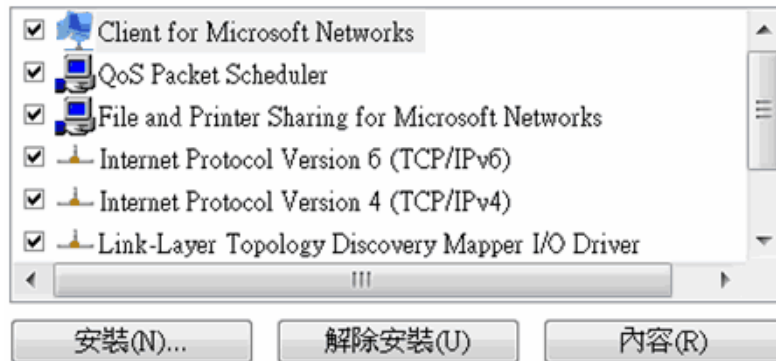 Client for Microsoft Networks
QoS Packet Scheduler
File and Printer Sharing for Microsoft Networks
Internet Protocol Version 6 (TCP/IPv6)
Internet Protocol Version 4 (TCP/IPv4)
Link-Layer Topology Discovery Mapper I/O Driver
安裝(N)... 解除安裝(U) 內容(R)